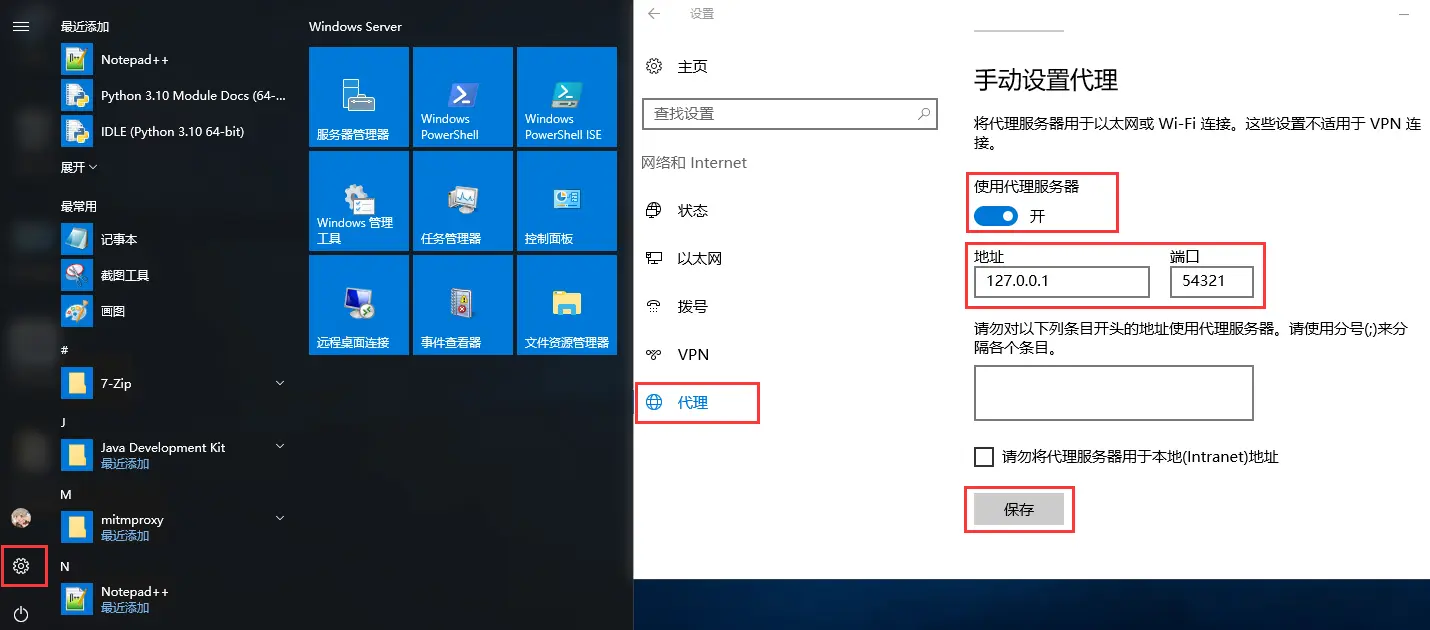 最近添加
Notepad++
Python 3.10 Module Docs (64-...
IDLE (Python 3.10 64-bit)
展开
最常用
记事本
截图工具
画图
#
7-Zip
J
Java Development Kit
最近添加
M
mitmproxy
最近添加
N
Notepad++
最近添加
Windows Server
服务器管理器
Windows
PowerShell
Windows
PowerShell ISE
Windows 管理
工具
任务管理器
控制面板
远程桌面连接
事件查看器
文件资源管理器
设置
主页
查找设置
网络和 Internet
状态
以太网
拨号
VPN
代理
手动设置代理
将代理服务器用于以太网或 Wi-Fi 连接。这些设置不适用于 VPN 连
接。
使用代理服务器
开
地址
端口
127.0.0.1
54321
请勿对以下列条目开头的地址使用代理服务器。请使用分号(;)来分
隔各个条目。
请勿将代理服务器用于本地(Intranet)地址
保存